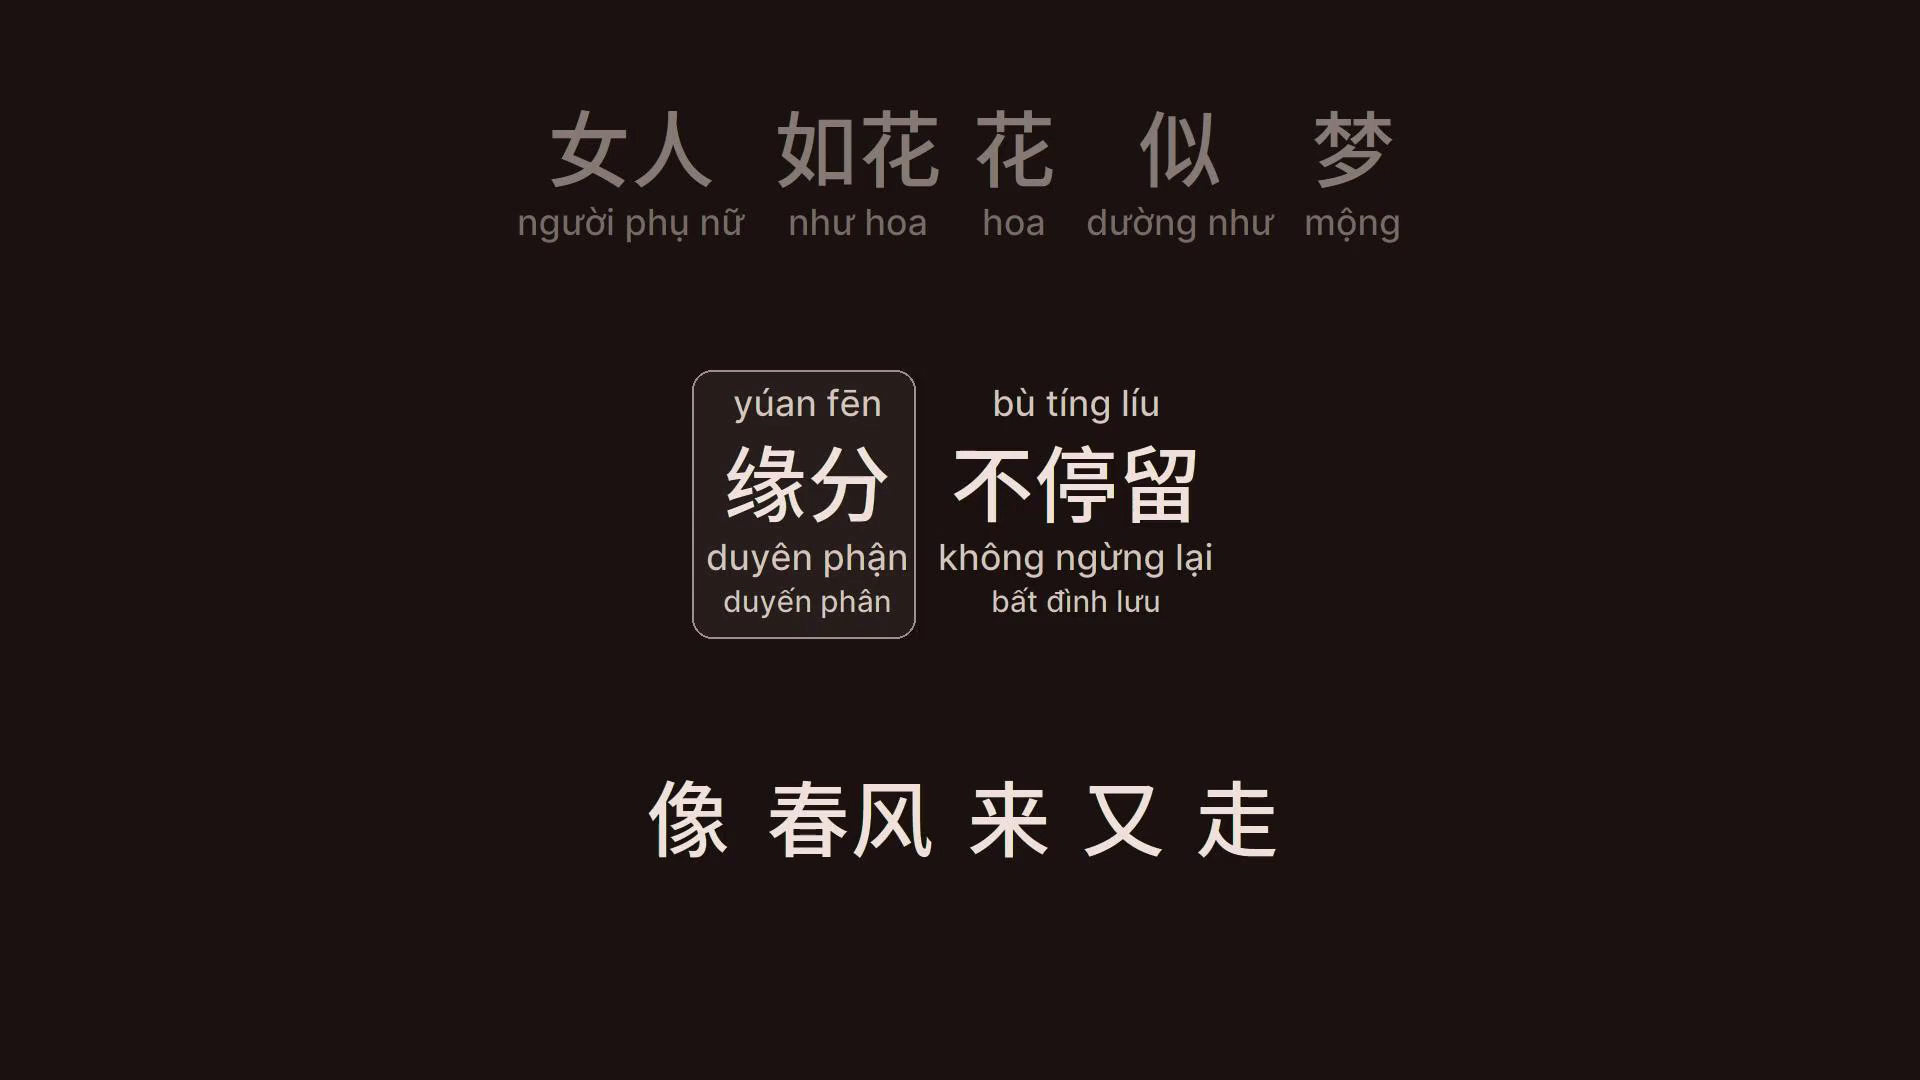 女人 如花 花 似 梦
người phụ nữ như hoa hoa dường như mộng
yúan fēn bù tíng líu
缘分 不停留
duyên phận không ngừng lại
duyến phân bất đình lưu
像 春风 来 又 走